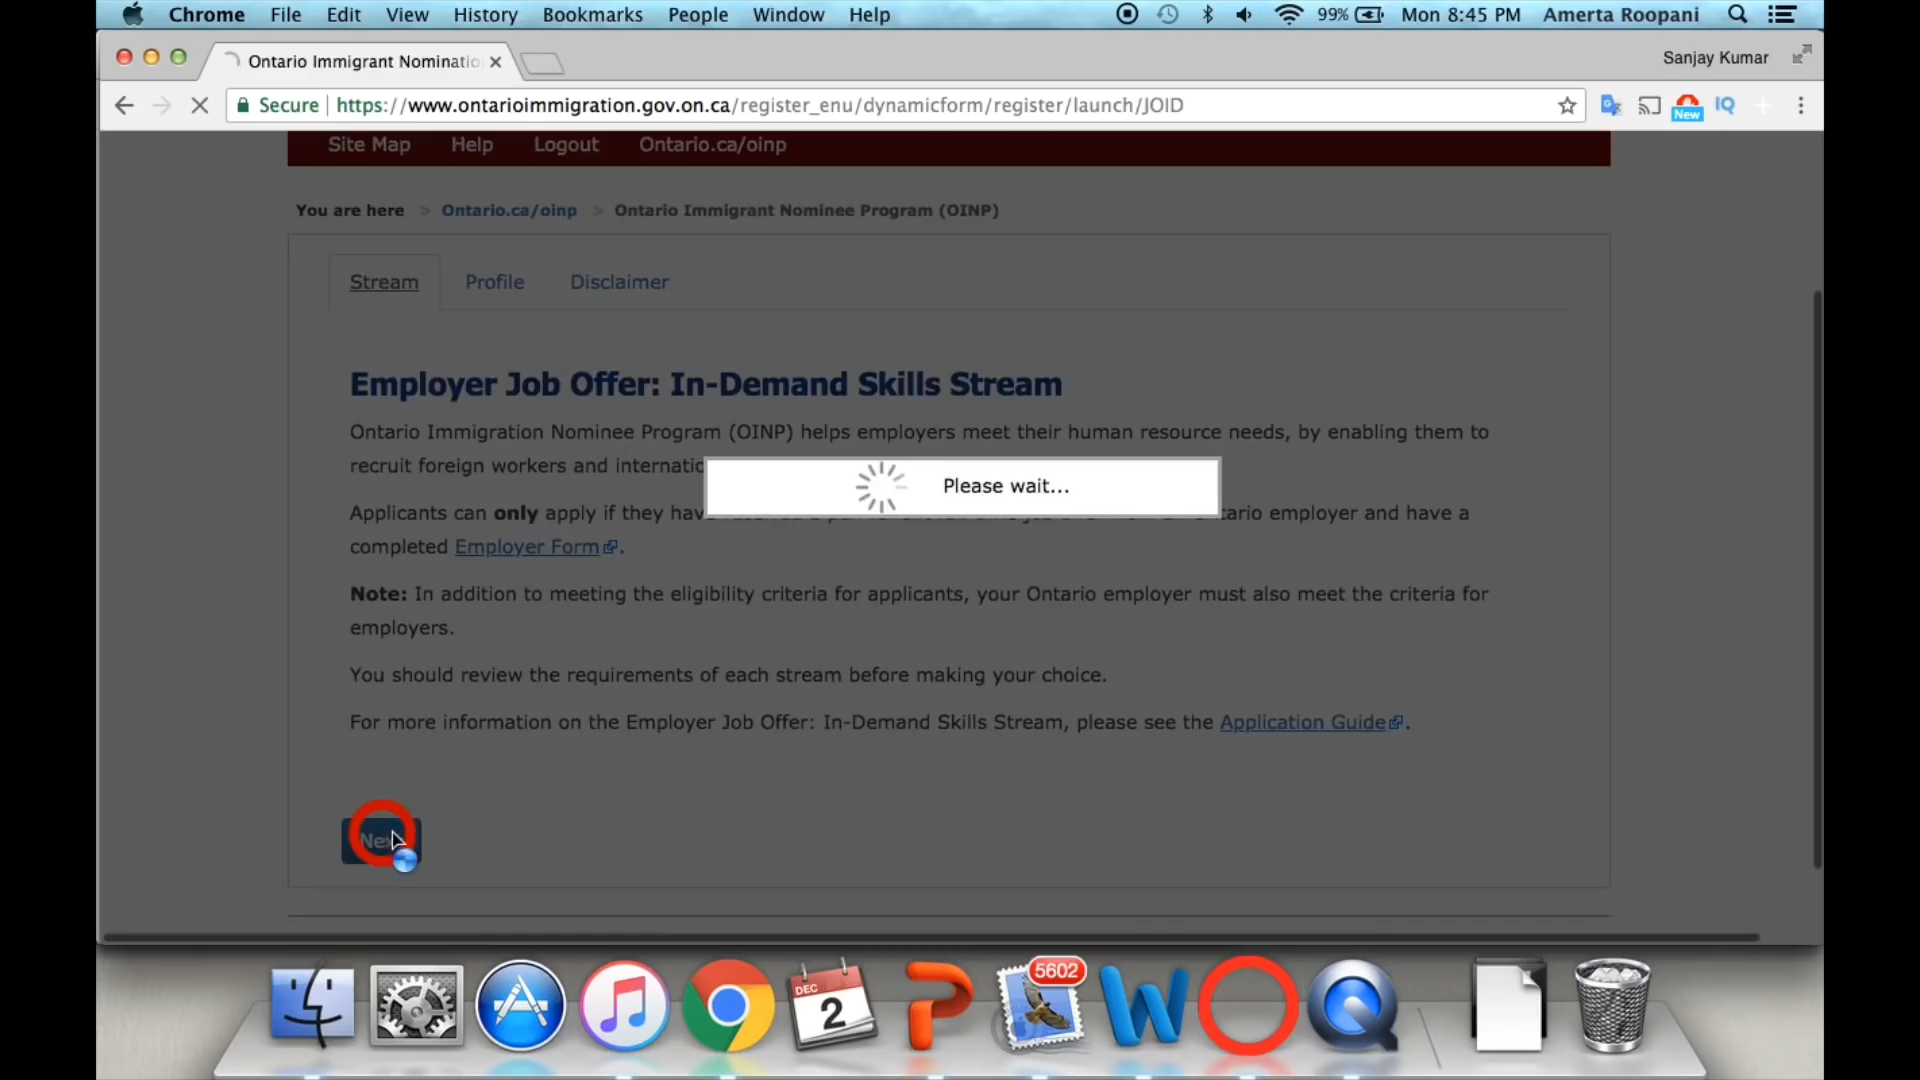 Chrome File Edit View History Bookmarks People Window Help 99% Mon 8:45 PM Amerta Roopani
Ontario Immigrant Nominatio Sanjay Kumar
Secure https://www.ontarioimmigration.gov.on.ca/register_enu/dynamicform/register/launch/JOID New IQ
Site Map Help Logout Ontario.ca/oinp
You are here > Ontario.ca/oinp > Ontario Immigrant Nominee Program (OINP)
Stream Profile Disclaimer
Employer Job Offer: In-Demand Skills Stream
Ontario Immigration Nominee Program (OINP) helps employers meet their human resource needs, by enabling them to
recruit foreign workers and
Please wait...
Applicants can only apply if they employer and have a
completed Employer Form.
Note: In addition to meeting the eligibility criteria for applicants, your Ontario employer must also meet the criteria for
employers.
You should review the requirements of each stream before making your choice.
For more information on the Employer Job Offer: In-Demand Skills Stream, please see the Application Guide.
Next
DEC
2
5602